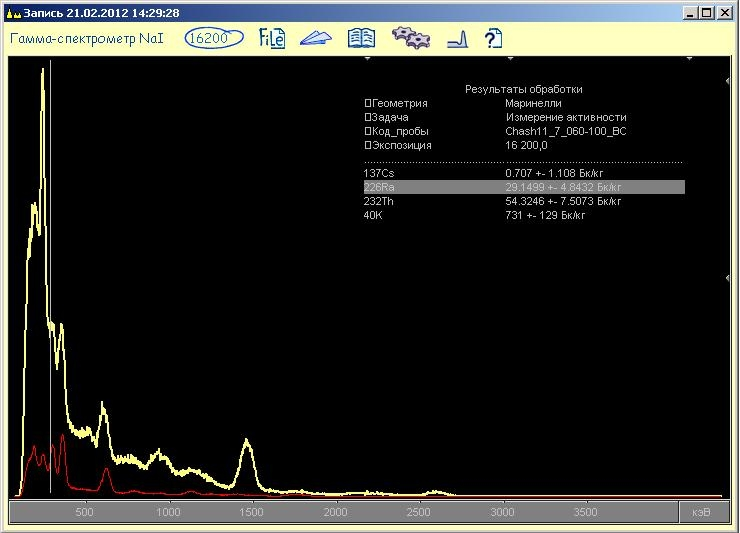 Запись 21.02.2012 14:29:28
Гамма-спектрометр NaI 16200 File
Результаты обработки
Геометрия Маринелли
Задача Измерение активности
Код_пробы Chash11_7_060-100_BC
Экспозиция 16 200,0
137Cs 0.707 +- 1.108 Бк/кг
226Ra 29.1499 +- 4.8432 Бк/кг
232Th 54.3246 +- 7.5073 Бк/кг
40K 731 +- 129 Бк/кг
500 1000 1500 2000 2500 3000 3500 кэВ